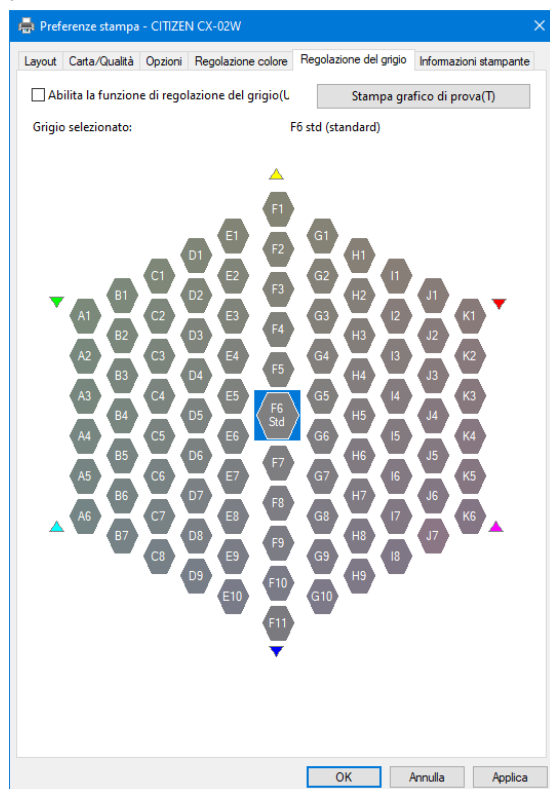 Preferenze stampa - CITIZEN CX-02W
Layout Carta/Qualità Opzioni Regolazione colore Regolazione del grigio Informazioni stampante
Abilita la funzione di regolazione del grigio(U
Stampa grafico di prova(T)
Grigio selezionato: F6 std (standard)
F1
E1 G1
F2
D1 H1
E2 G2
C1 F3 I1
B1 D2 H2 J1
A1 C2 E3 G3 I2 K1
F4
B2 D3 H3 J2
A2 C3 E4 G4 I3 K2
F5
B3 D4 H4 J3
A3 C4 E5 G5 I4 K3
F6
Std
B4 D5 H5 J4
A4 C5 E6 G6 I5 K4
B5 D6 H6 J5
F7
A5 C6 E7 G7 I6 K5
B6 D7 H7 J6
F8
A6 C7 E8 G8 I7 K6
B7 D8 H8 J7
F9
C8 E9 G9 I8
D9 H9
F10
E10 G10
F11
OK Annulla Applica